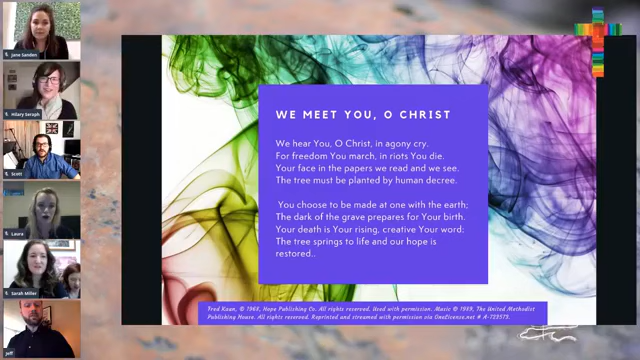 Jane Sanden
Hilary Seraph
Scott
Laura
Sarah Miller
Jeff
WE MEET YOU, O CHRIST
We hear You, O Christ, in agony cry.
For freedom You march, in riots You die.
Your face in the papers we read and we see.
The tree must be planted by human decree.
You choose to be made at one with the earth;
The dark of the grave prepares for Your birth.
Your death is Your rising, creative Your word:
The tree springs to life and our hope is
restored..
Fred Kaan, © 1968, Hope Publishing Co. All rights reserved. Used with permission. Music © 1989, The United Methodist
Publishing House. All rights reserved. Reprinted and streamed with permission via OneLicense.net # A-723573.